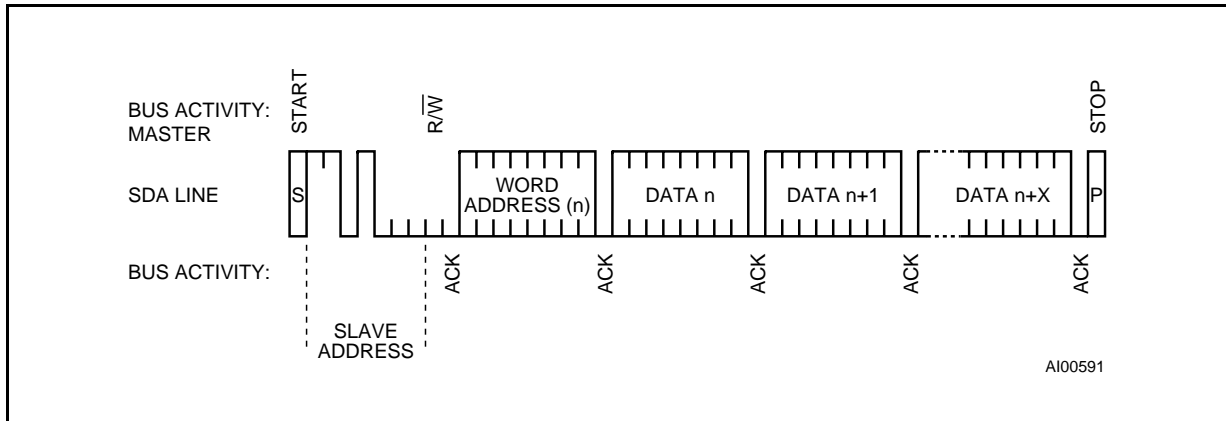 BUS ACTIVITY:
MASTER
START
R/W
STOP
SDA LINE
S
WORD
ADDRESS (n)
DATA n
DATA n+1
DATA n+X
P
BUS ACTIVITY:
ACK
ACK
ACK
ACK
ACK
SLAVE
ADDRESS
AI00591